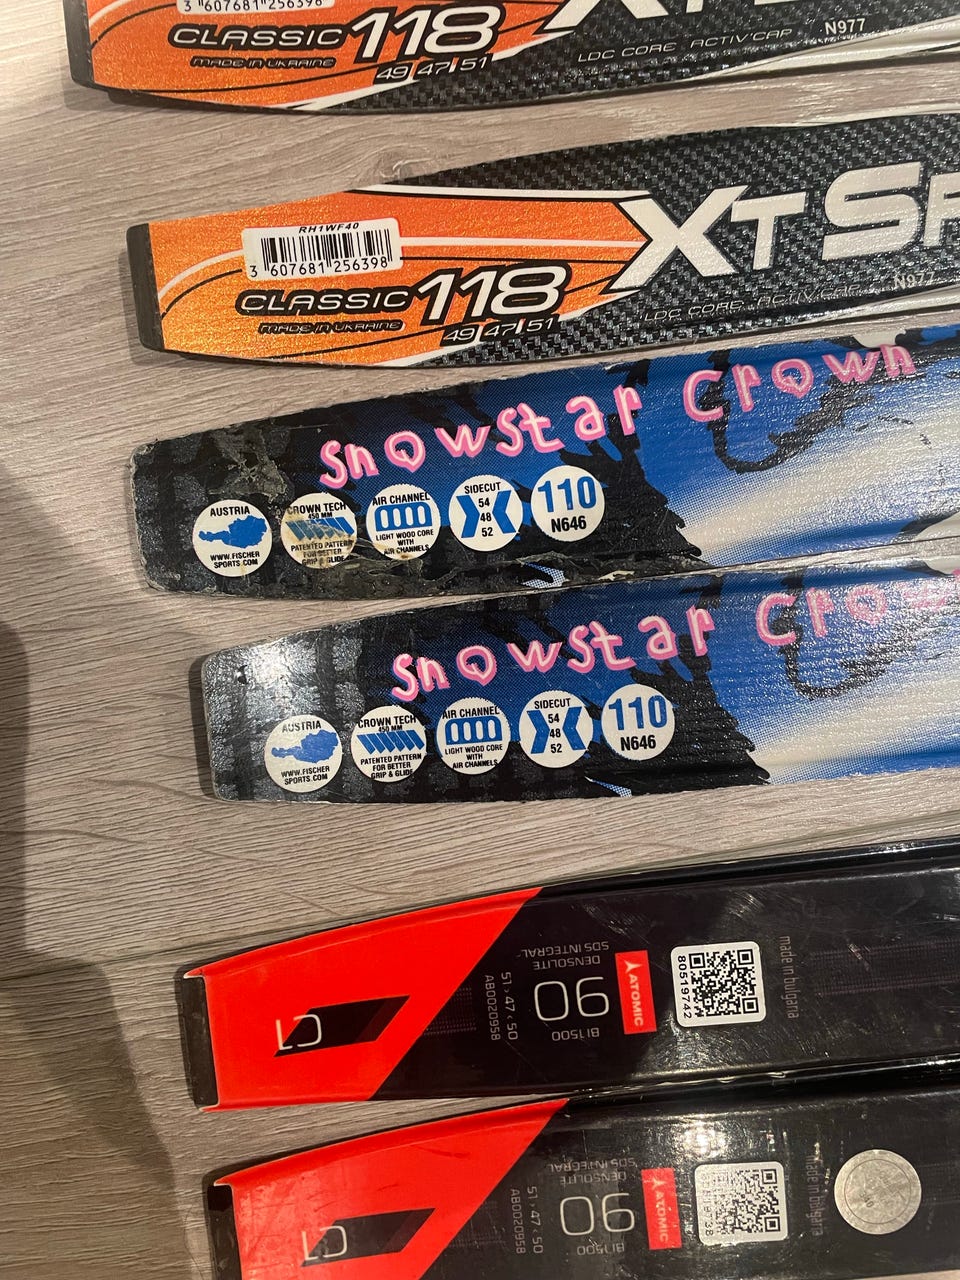 3 607681 256398
CLASSIC 118
MADE IN UKRAINE
49 47 51
LDC CORE ACTIV'CAP
N977
RH1WF40
3 607681 256398
CLASSIC 118
MADE IN UKRAINE
49 47 51
XT
LDC CORE ACTIV'CAP
N977
Snowstar Crown
AUSTRIA
WWW.FISCHER
SPORTS.COM
CROWN TECH
450 MM
PATENTED PATTERN
FOR BETTER
GRIP & GLIDE
AIR CHANNEL
LIGHT WOOD CORE
WITH
AIR CHANNELS
SIDECUT
54
48
52
110
N646
Snowstar
AUSTRIA
WWW.FISCHER
SPORTS.COM
CROWN TECH
450 MM
PATENTED PATTERN
FOR BETTER
GRIP & GLIDE
AIR CHANNEL
LIGHT WOOD CORE
WITH
AIR CHANNELS
SIDECUT
54
48
52
110
N646
ATOMIC
90
BI1500
DENSOLITE
SDS INTEGRAL
51 › 47 ‹ 50
AB0020958
80519742
made in bulgaria
ATOMIC
90
BI1500
DENSOLITE
SDS INTEGRAL
51 › 47 ‹ 50
AB0020958
made in bulgaria